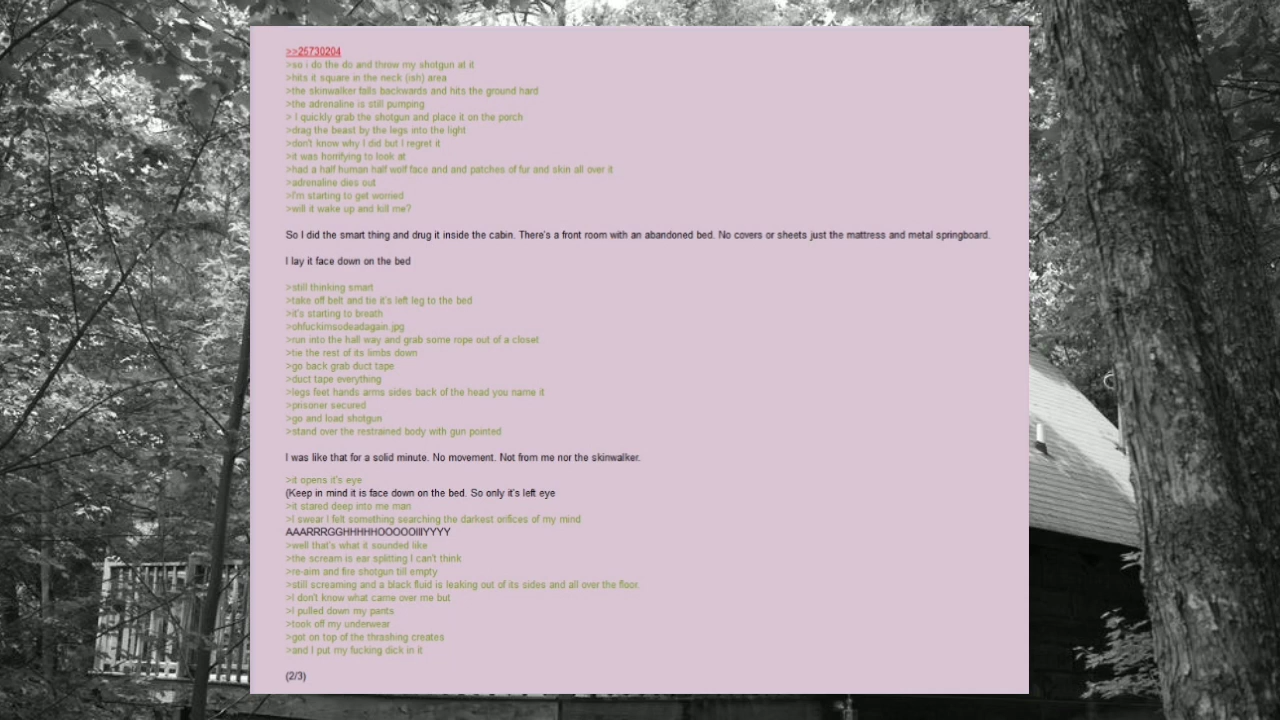 >>25730204
>so i do the do and throw my shotgun at it
>hits it square in the neck (ish) area
>the skinwalker falls backwards and hits the ground hard
>the adrenaline is still pumping
> I quickly grab the shotgun and place it on the porch
>drag the beast by the legs into the light
>don't know why I did but I regret it
>it was horrifying to look at
>had a half human half wolf face and and patches of fur and skin all over it
>adrenaline dies out
>I'm starting to get worried
>will it wake up and kill me?
So I did the smart thing and drug it inside the cabin. There's a front room with an abandoned bed. No covers or sheets just the mattress and metal springboard.
I lay it face down on the bed
>still thinking smart
>take off belt and tie it's left leg to the bed
>it's starting to breath
>ohfuckimsodeadagain.jpg
>run into the hall way and grab some rope out of a closet
>tie the rest of its limbs down
>go back grab duct tape
>duct tape everything
>legs feet hands arms sides back of the head you name it
>prisoner secured
>go and load shotgun
>stand over the restrained body with gun pointed
I was like that for a solid minute. No movement. Not from me nor the skinwalker.
>it opens it's eye
(Keep in mind it is face down on the bed. So only it's left eye
>it stared deep into me man
>I swear I felt something searching the darkest orifices of my mind
AAARRRGGHHHHHOOOOOIIIYYYY
>well that's what it sounded like
>the scream is ear splitting I can't think
>re-aim and fire shotgun till empty
>still screaming and a black fluid is leaking out of its sides and all over the floor.
>I don't know what came over me but
>I pulled down my pants
>took off my underwear
>got on top of the thrashing creates
>and I put my fucking dick in it
(2/3)